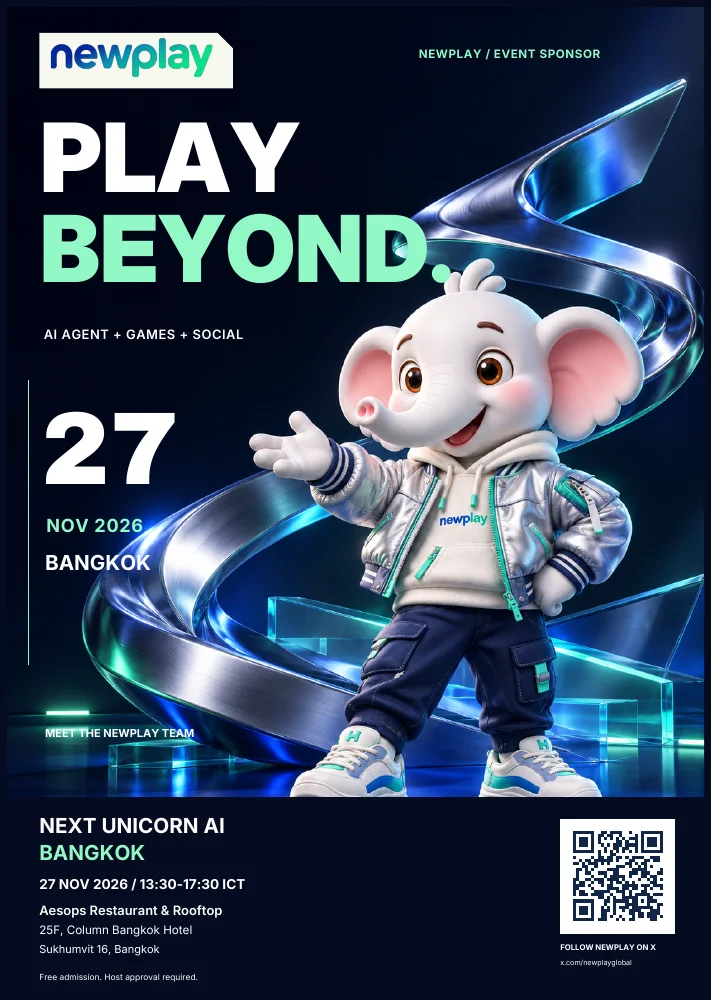 newplay
NEWPLAY / EVENT SPONSOR
PLAY
BEYOND.
AI AGENT + GAMES + SOCIAL
27
NOV 2026
BANGKOK
newplay
MEET THE NEWPLAY TEAM
H
H
NEXT UNICORN AI
BANGKOK
27 NOV 2026 / 13:30-17:30 ICT
Aesops Restaurant & Rooftop
25F, Column Bangkok Hotel
Sukhumvit 16, Bangkok
Free admission. Host approval required.
FOLLOW NEWPLAY ON X
x.com/newplayglobal